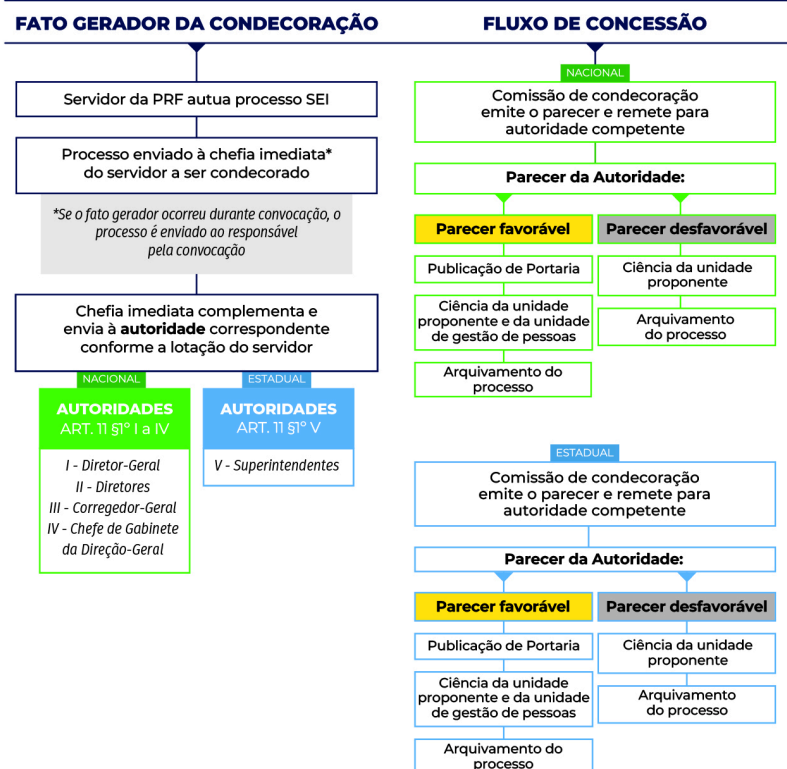 FATO GERADOR DA CONDECORAÇÃO
Servidor da PRF autua processo SEI
Processo enviado à chefia imediata*
do servidor a ser condecorado
*Se o fato gerador ocorreu durante convocação, o
processo é enviado ao responsável
pela convocação
Chefia imediata complementa e
envia à autoridade correspondente
conforme a lotação do servidor
NACIONAL
AUTORIDADES
ART. 11 §1º I a IV
I - Diretor-Geral
II - Diretores
III - Corregedor-Geral
IV - Chefe de Gabinete
da Direção-Geral
ESTADUAL
AUTORIDADES
ART. 11 §1º V
V - Superintendentes
FLUXO DE CONCESSÃO
NACIONAL
Comissão de condecoração
emite o parecer e remete para
autoridade competente
Parecer da Autoridade:
Parecer favorável
Publicação de Portaria
Ciência da unidade
proponente e da unidade
de gestão de pessoas
Arquivamento do
processo
Parecer desfavorável
Ciência da unidade
proponente
Arquivamento
do processo
ESTADUAL
Comissão de condecoração
emite o parecer e remete para
autoridade competente
Parecer da Autoridade:
Parecer favorável
Publicação de Portaria
Ciência da unidade
proponente e da unidade
de gestão de pessoas
Arquivamento do
processo
Parecer desfavorável
Ciência da unidade
proponente
Arquivamento
do processo